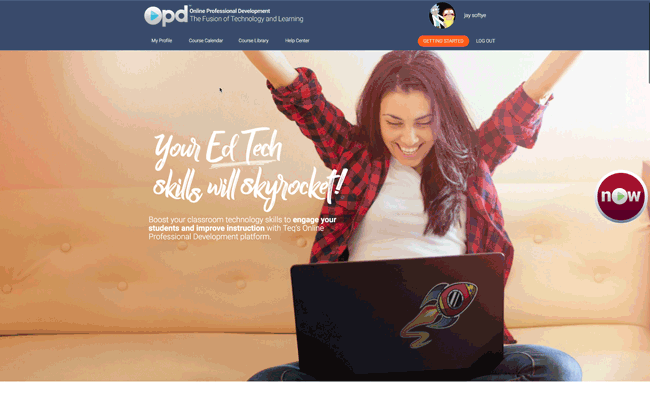 opd™ Online Professional Development
The Fusion of Technology and Learning
jay softye
My Profile Course Calendar Course Library Help Center GETTING STARTED LOG OUT
Your Ed Tech
skills will skyrocket!
now
Boost your classroom technology skills to engage your
students and improve instruction with Teq's Online
Professional Development platform.